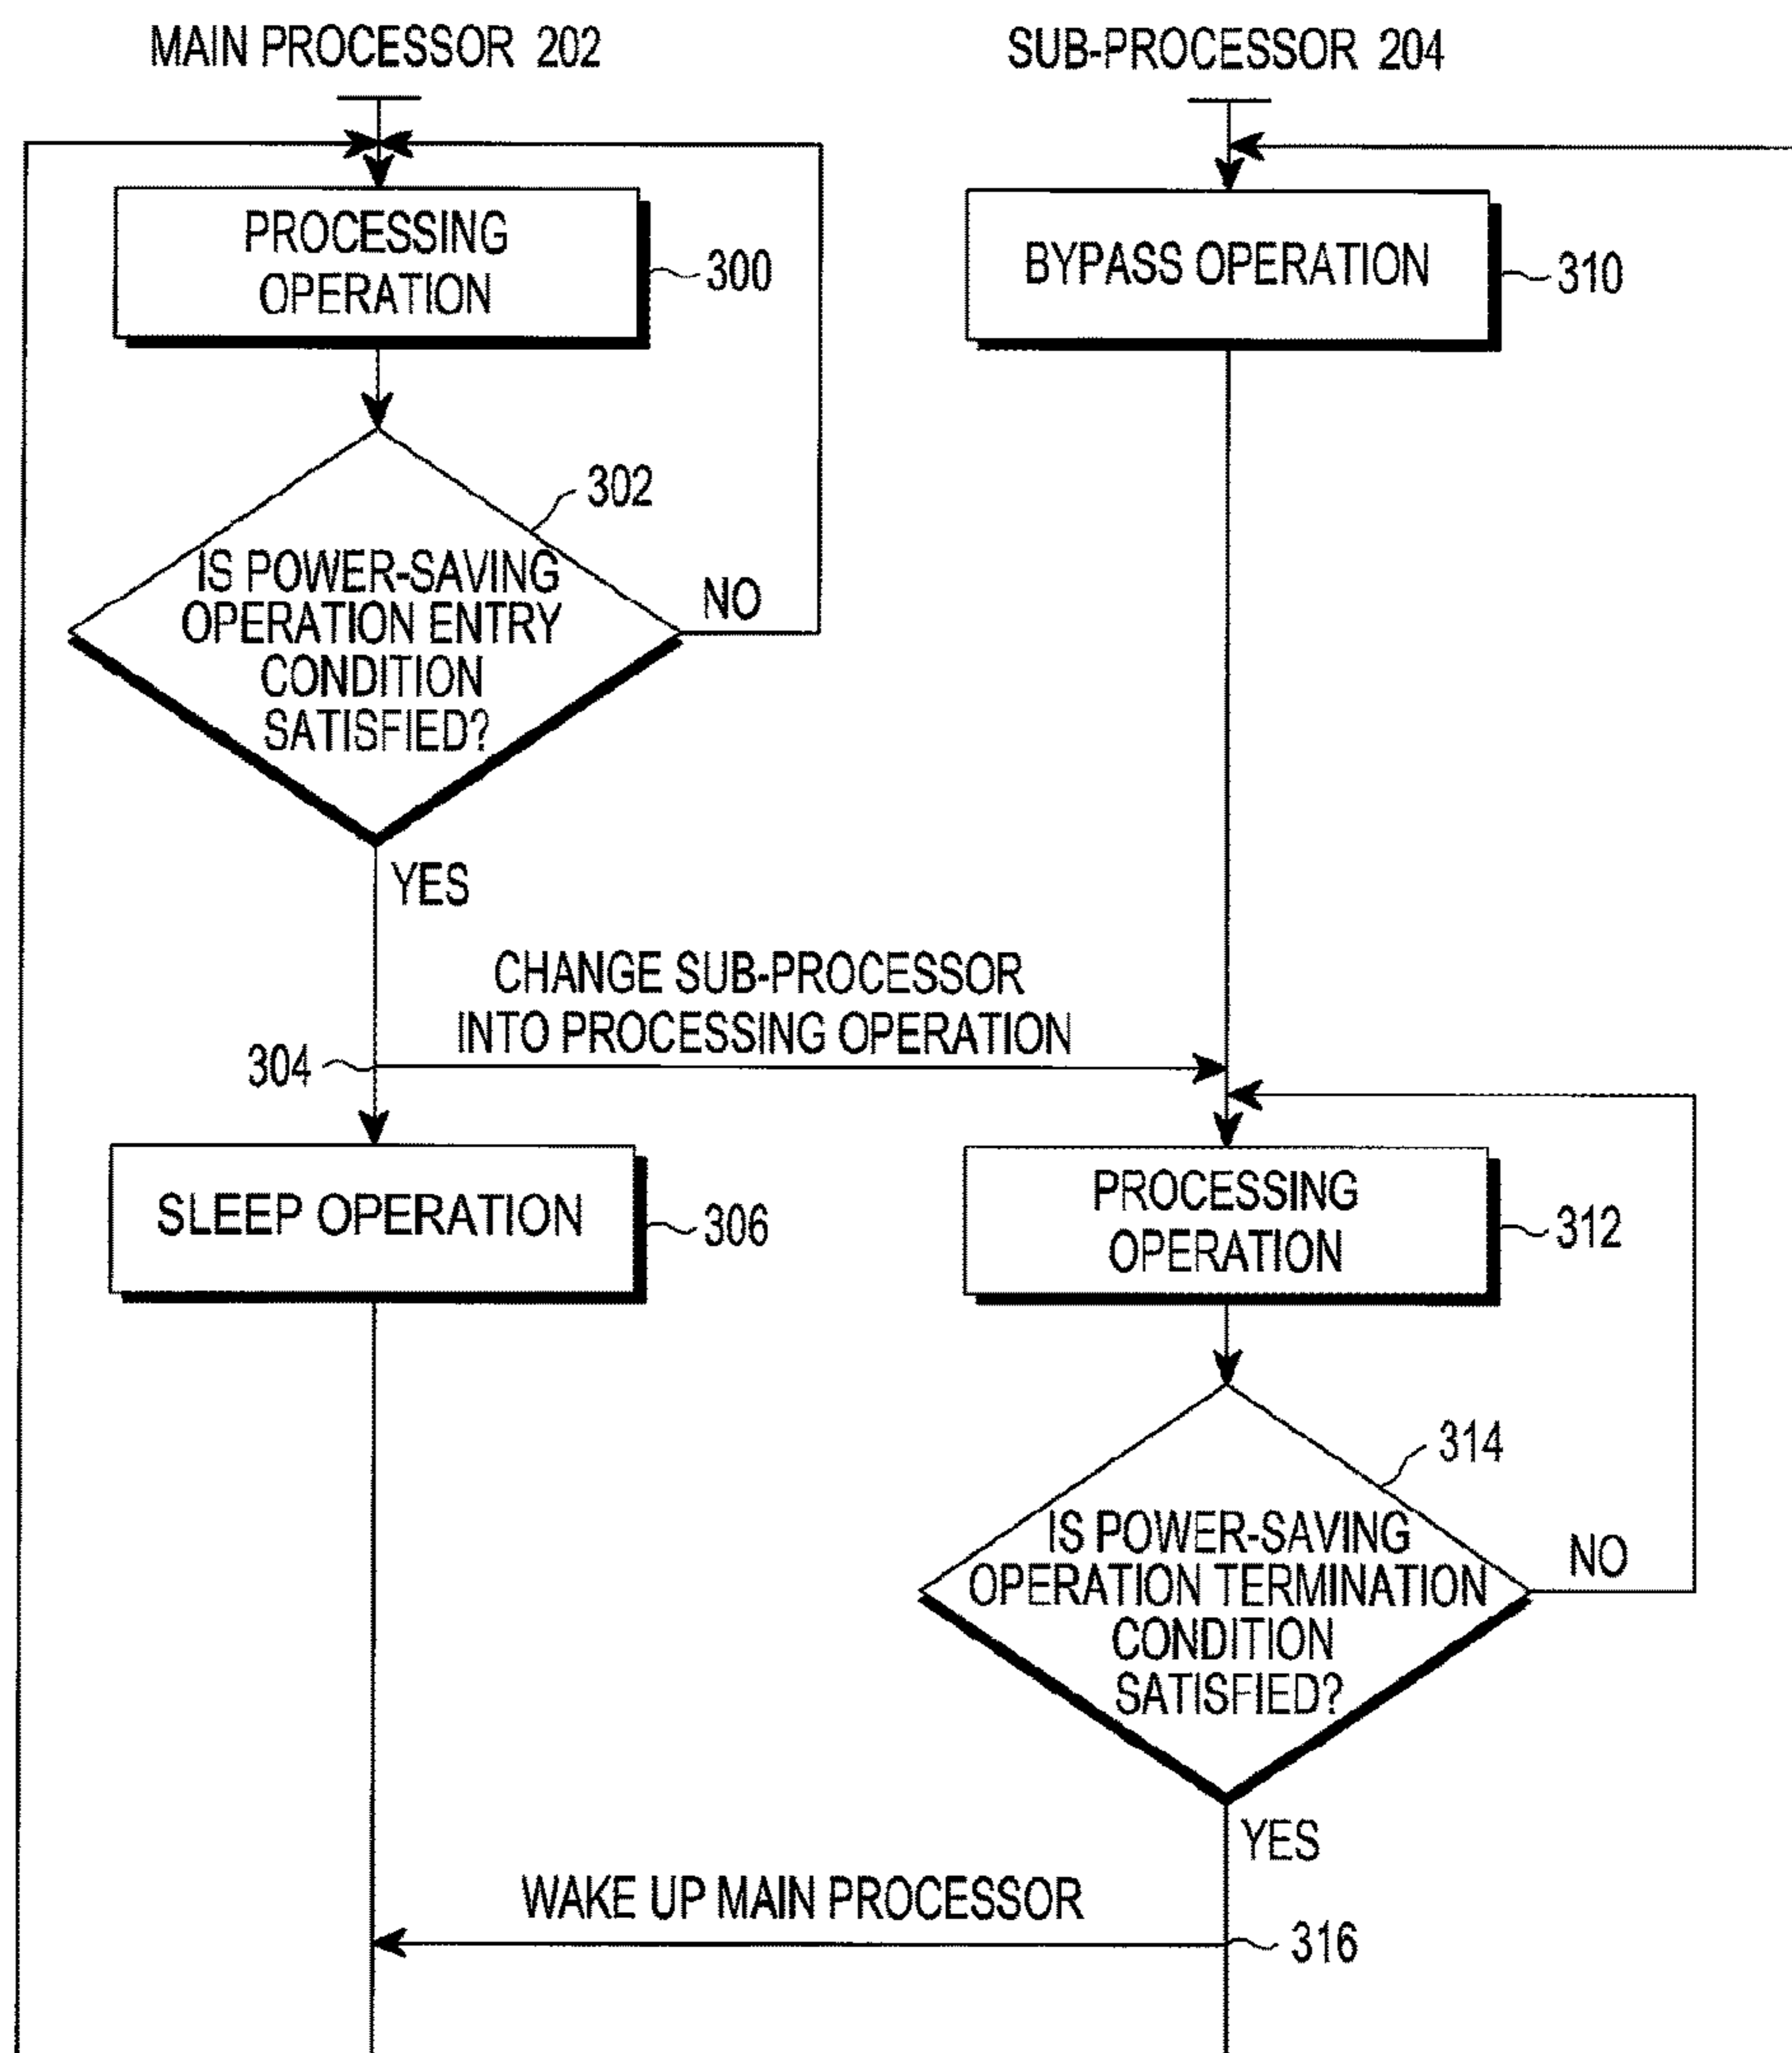 MAIN PROCESSOR 202
SUB-PROCESSOR 204
PROCESSING
OPERATION
300
BYPASS OPERATION
310
302
IS POWER-SAVING
OPERATION ENTRY
CONDITION
SATISFIED?
NO
YES
CHANGE SUB-PROCESSOR
INTO PROCESSING OPERATION
304
SLEEP OPERATION
306
PROCESSING
OPERATION
312
314
IS POWER-SAVING
OPERATION TERMINATION
CONDITION
SATISFIED?
NO
YES
WAKE UP MAIN PROCESSOR
316